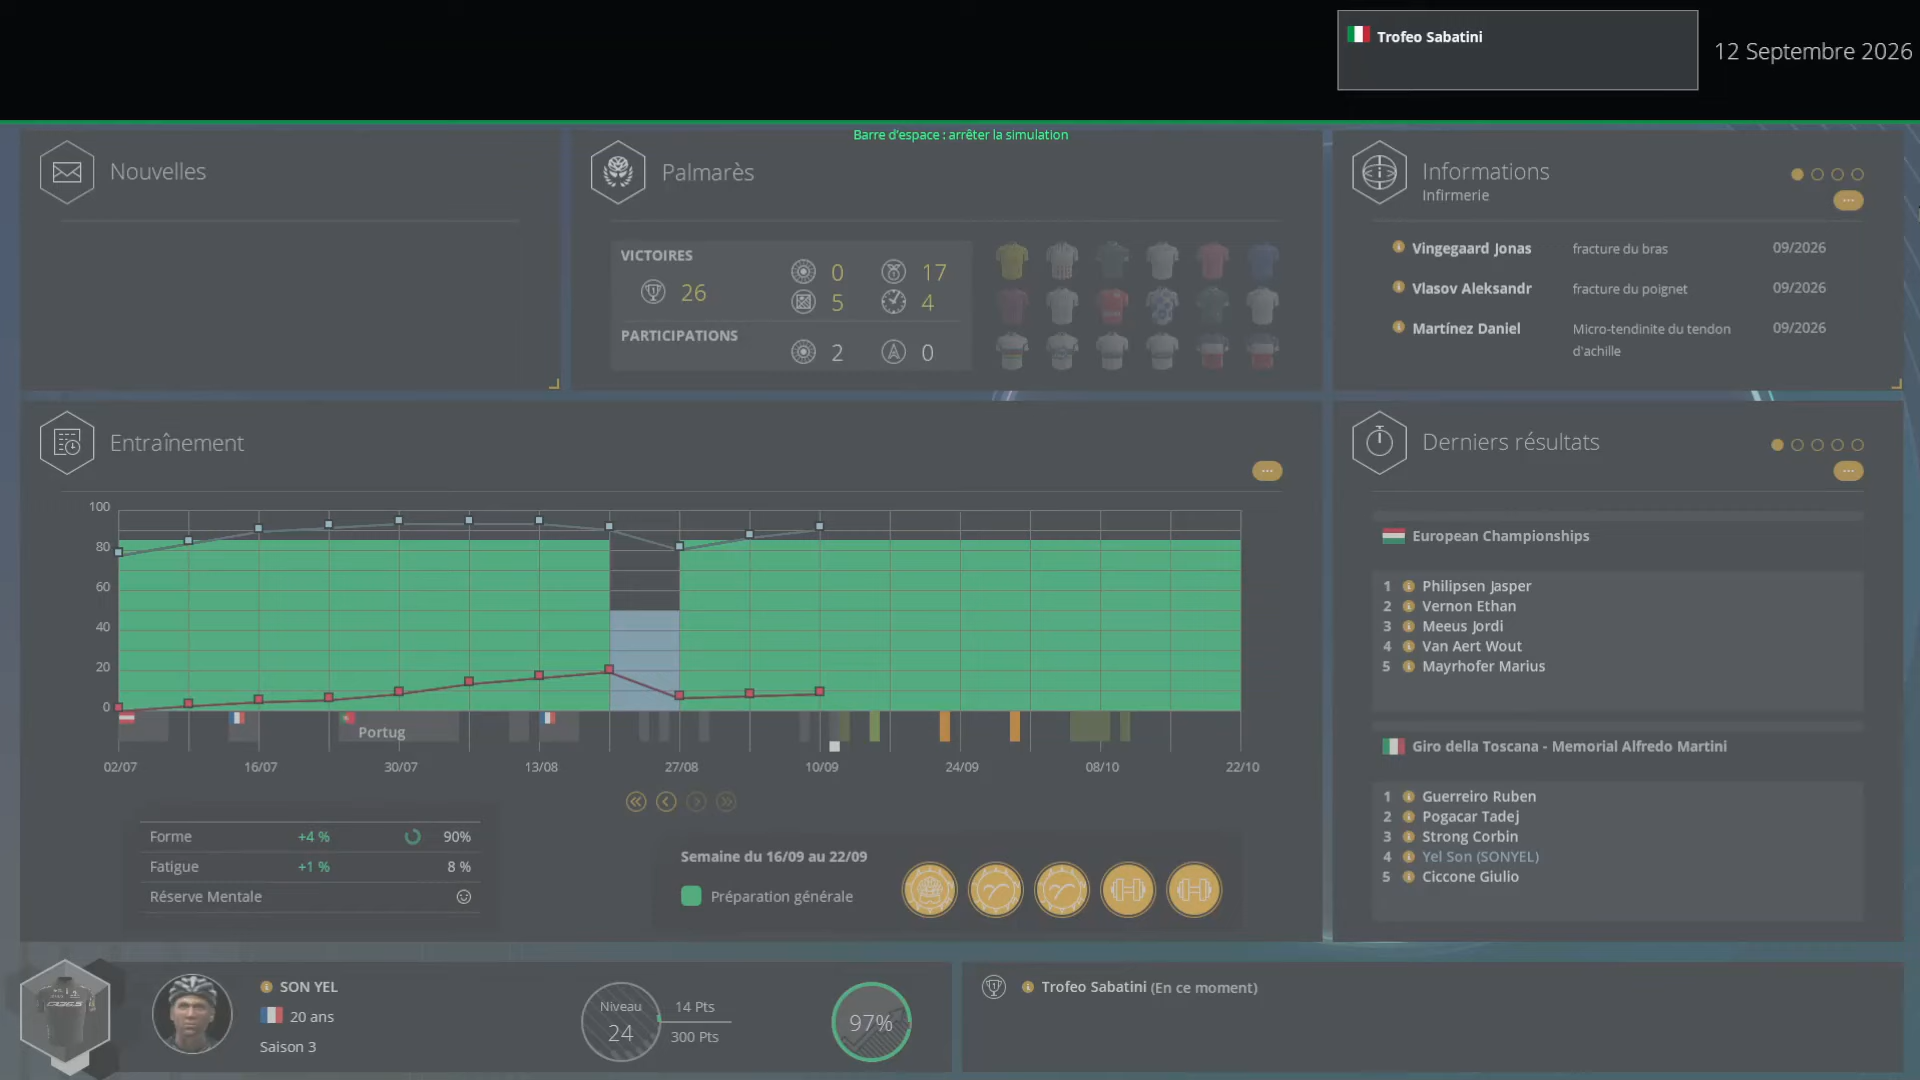 Trofeo Sabatini
12 Septembre 2026
Barre d'espace : arrêter la simulation
Nouvelles
Palmarès
VICTOIRES
26
0
17
5
4
PARTICIPATIONS
2
0
Informations
Infirmerie
Vingegaard Jonas fracture du bras 09/2026
Vlasov Aleksandr fracture du poignet 09/2026
Martínez Daniel Micro-tendinite du tendon 09/2026
d'achille
Entraînement
100
80
60
40
20
0
Portug
02/07 16/07 30/07 13/08 27/08 10/09 24/09 08/10 22/10
Forme +4 % 90%
Fatigue +1 % 8 %
Réserve Mentale
Semaine du 16/09 au 22/09
Préparation générale
Derniers résultats
European Championships
1 Philipsen Jasper
2 Vernon Ethan
3 Meeus Jordi
4 Van Aert Wout
5 Mayrhofer Marius
Giro della Toscana - Memorial Alfredo Martini
1 Guerreiro Ruben
2 Pogacar Tadej
3 Strong Corbin
4 Yel Son (SONYEL)
5 Ciccone Giulio
SON YEL
20 ans
Saison 3
Niveau
24
14 Pts
300 Pts
97%
Trofeo Sabatini (En ce moment)